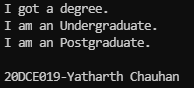 I got a degree.
I am an Undergraduate.
I am an Postgraduate.
20DCE019-Yatharth Chauhan